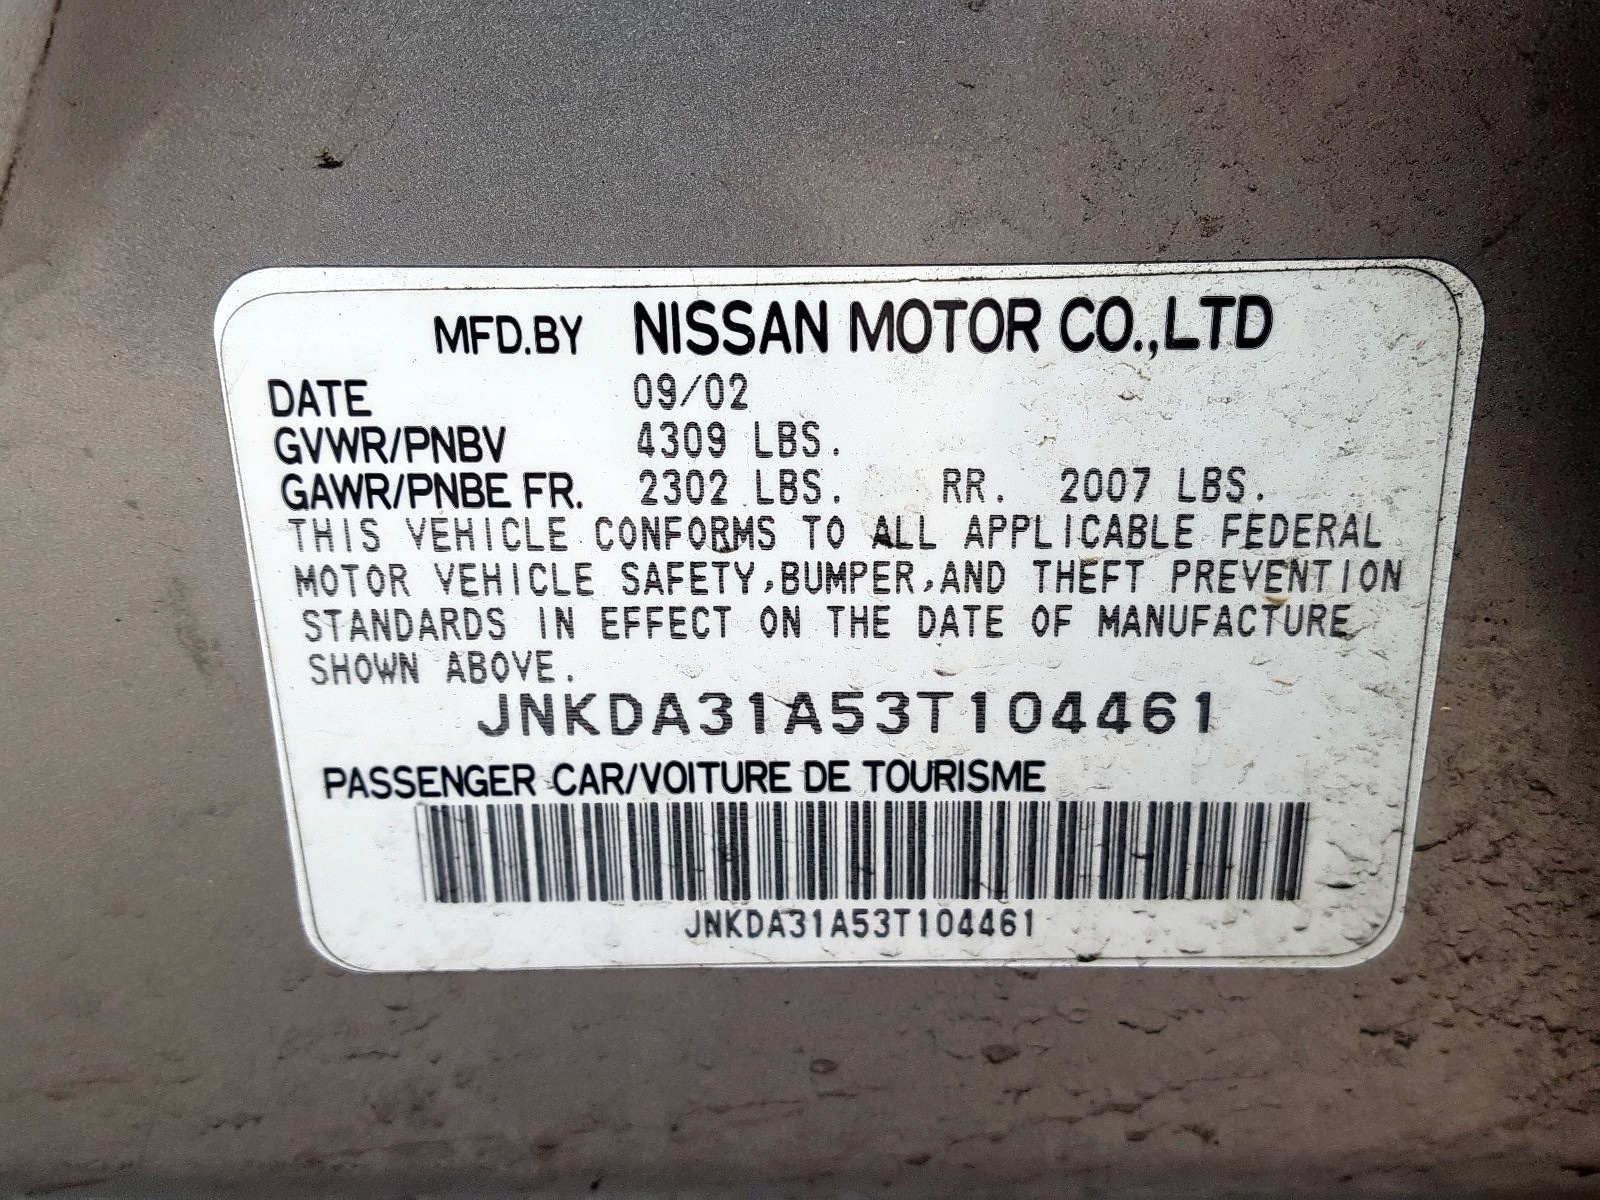 MFD.BY NISSAN MOTOR CO.,LTD
DATE 09/02
GVWR/PNBV 4309 LBS.
GAWR/PNBE FR. 2302 LBS. RR. 2007 LBS.
THIS VEHICLE CONFORMS TO ALL APPLICABLE FEDERAL
MOTOR VEHICLE SAFETY,BUMPER,AND THEFT PREVENTION
STANDARDS IN EFFECT ON THE DATE OF MANUFACTURE
SHOWN ABOVE.
JNKDA31A53T104461
PASSENGER CAR/VOITURE DE TOURISME
JNKDA31A53T104461